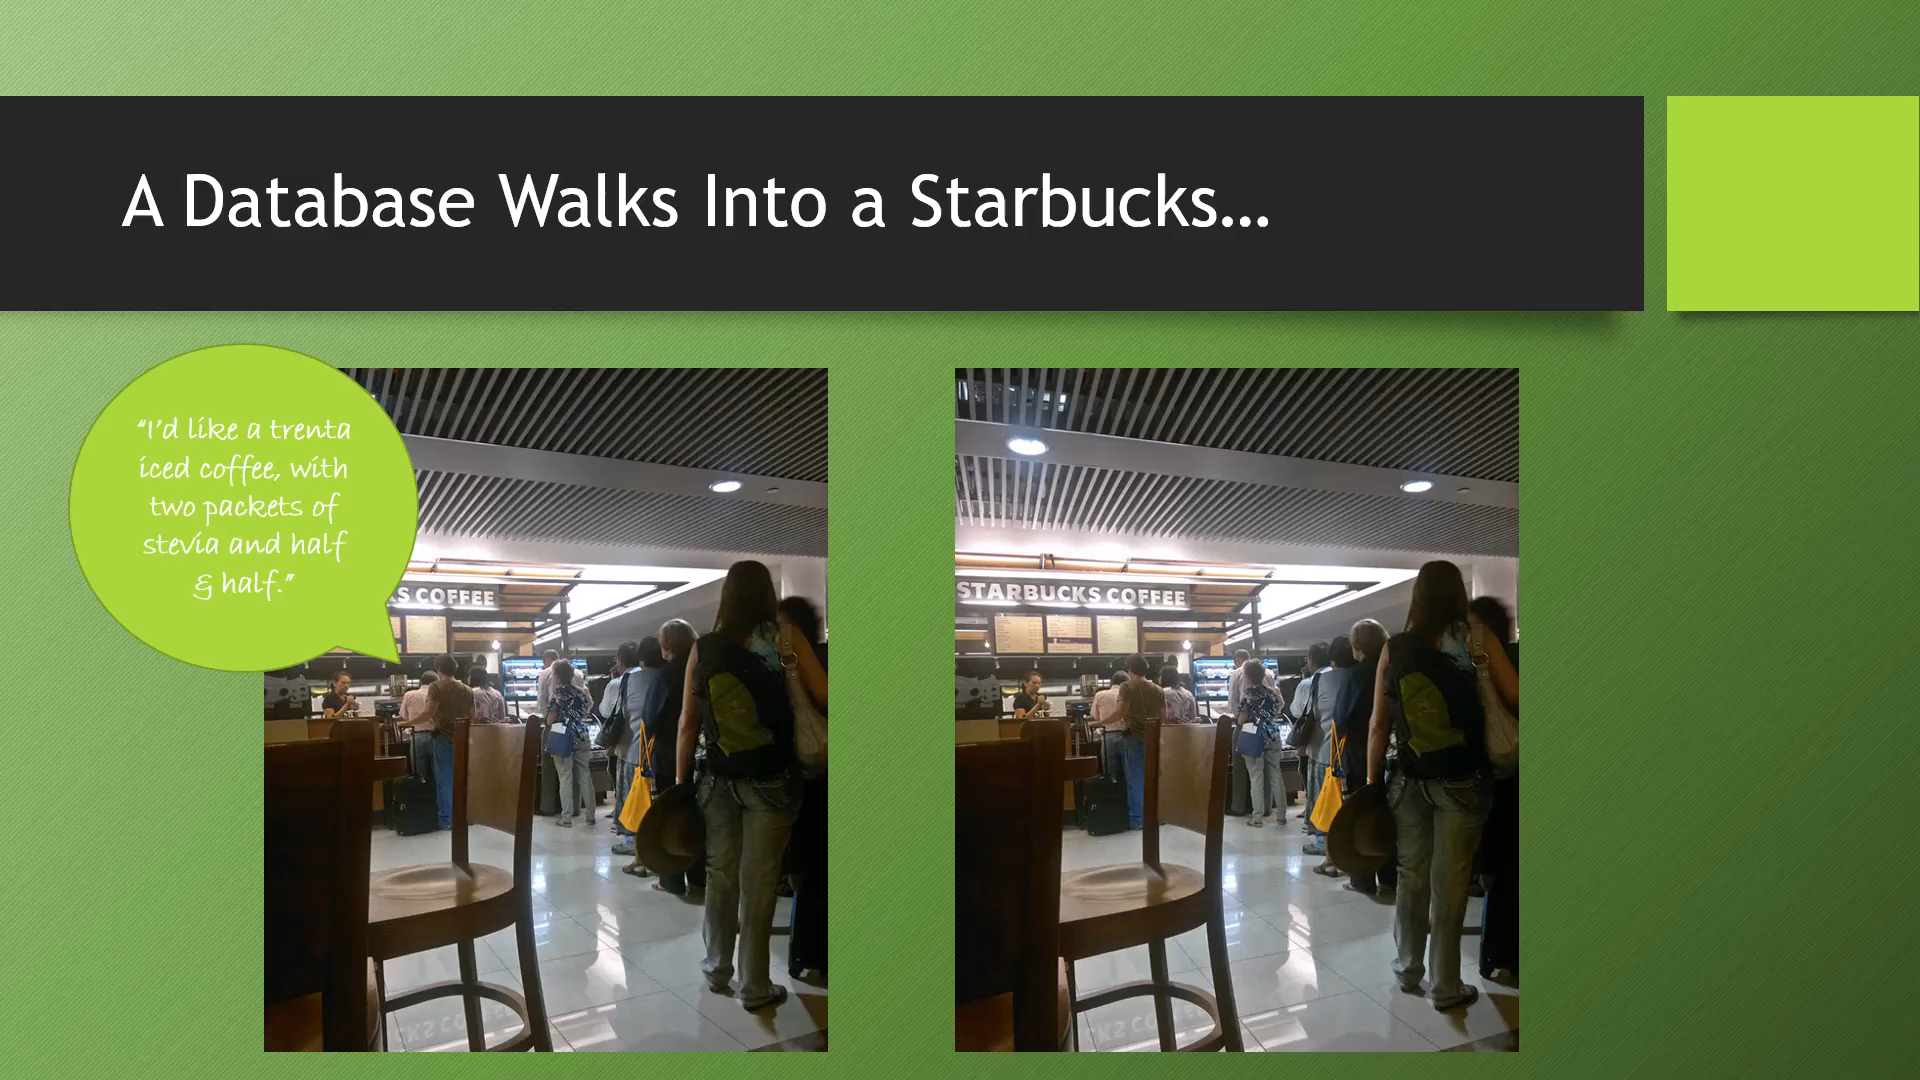 A Database Walks Into a Starbucks...
“I’d like a trenta
iced coffee, with
two packets of
stevia and half
& half.”
KS COFFEE
STARBUCKS COFFEE